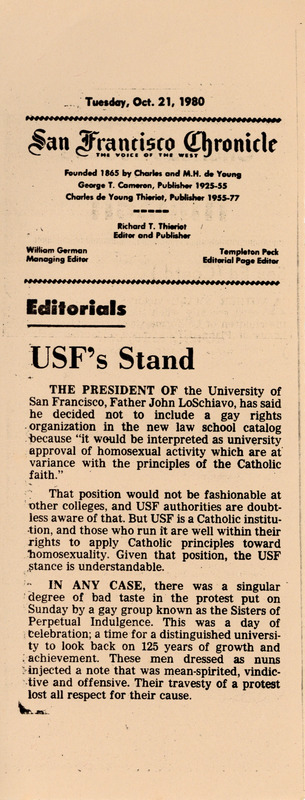 Tuesday, Oct. 21, 1980
San Francisco Chronicle
THE VOICE OF THE WEST
Founded 1865 by Charles and M.H. de Young
George T. Cameron, Publisher 1925-55
Charles de Young Thieriot, Publisher 1955-77
Richard T. Thieriot
Editor and Publisher
William German
Managing Editor
Templeton Peck
Editorial Page Editor
Editorials
USF's Stand
THE PRESIDENT OF the University of
San Francisco, Father John LoSchiavo, has said
he decided not to include a gay rights
organization in the new law school catalog
because "it would be interpreted as university
approval of homosexual activity which are at
variance with the principles of the Catholic
faith."
That position would not be fashionable at
other colleges, and USF authorities are doubt-
less aware of that. But USF is a Catholic institu-
tion, and those who run it are well within their
rights to apply Catholic principles toward
homosexuality. Given that position, the USF
stance is understandable.
IN ANY CASE, there was a singular
degree of bad taste in the protest put on
Sunday by a gay group known as the Sisters of
Perpetual Indulgence. This was a day of
celebration; a time for a distinguished universi-
ty to look back on 125 years of growth and
achievement. These men dressed as nuns
injected a note that was mean-spirited, vindic-
tive and offensive. Their travesty of a protest
lost all respect for their cause.